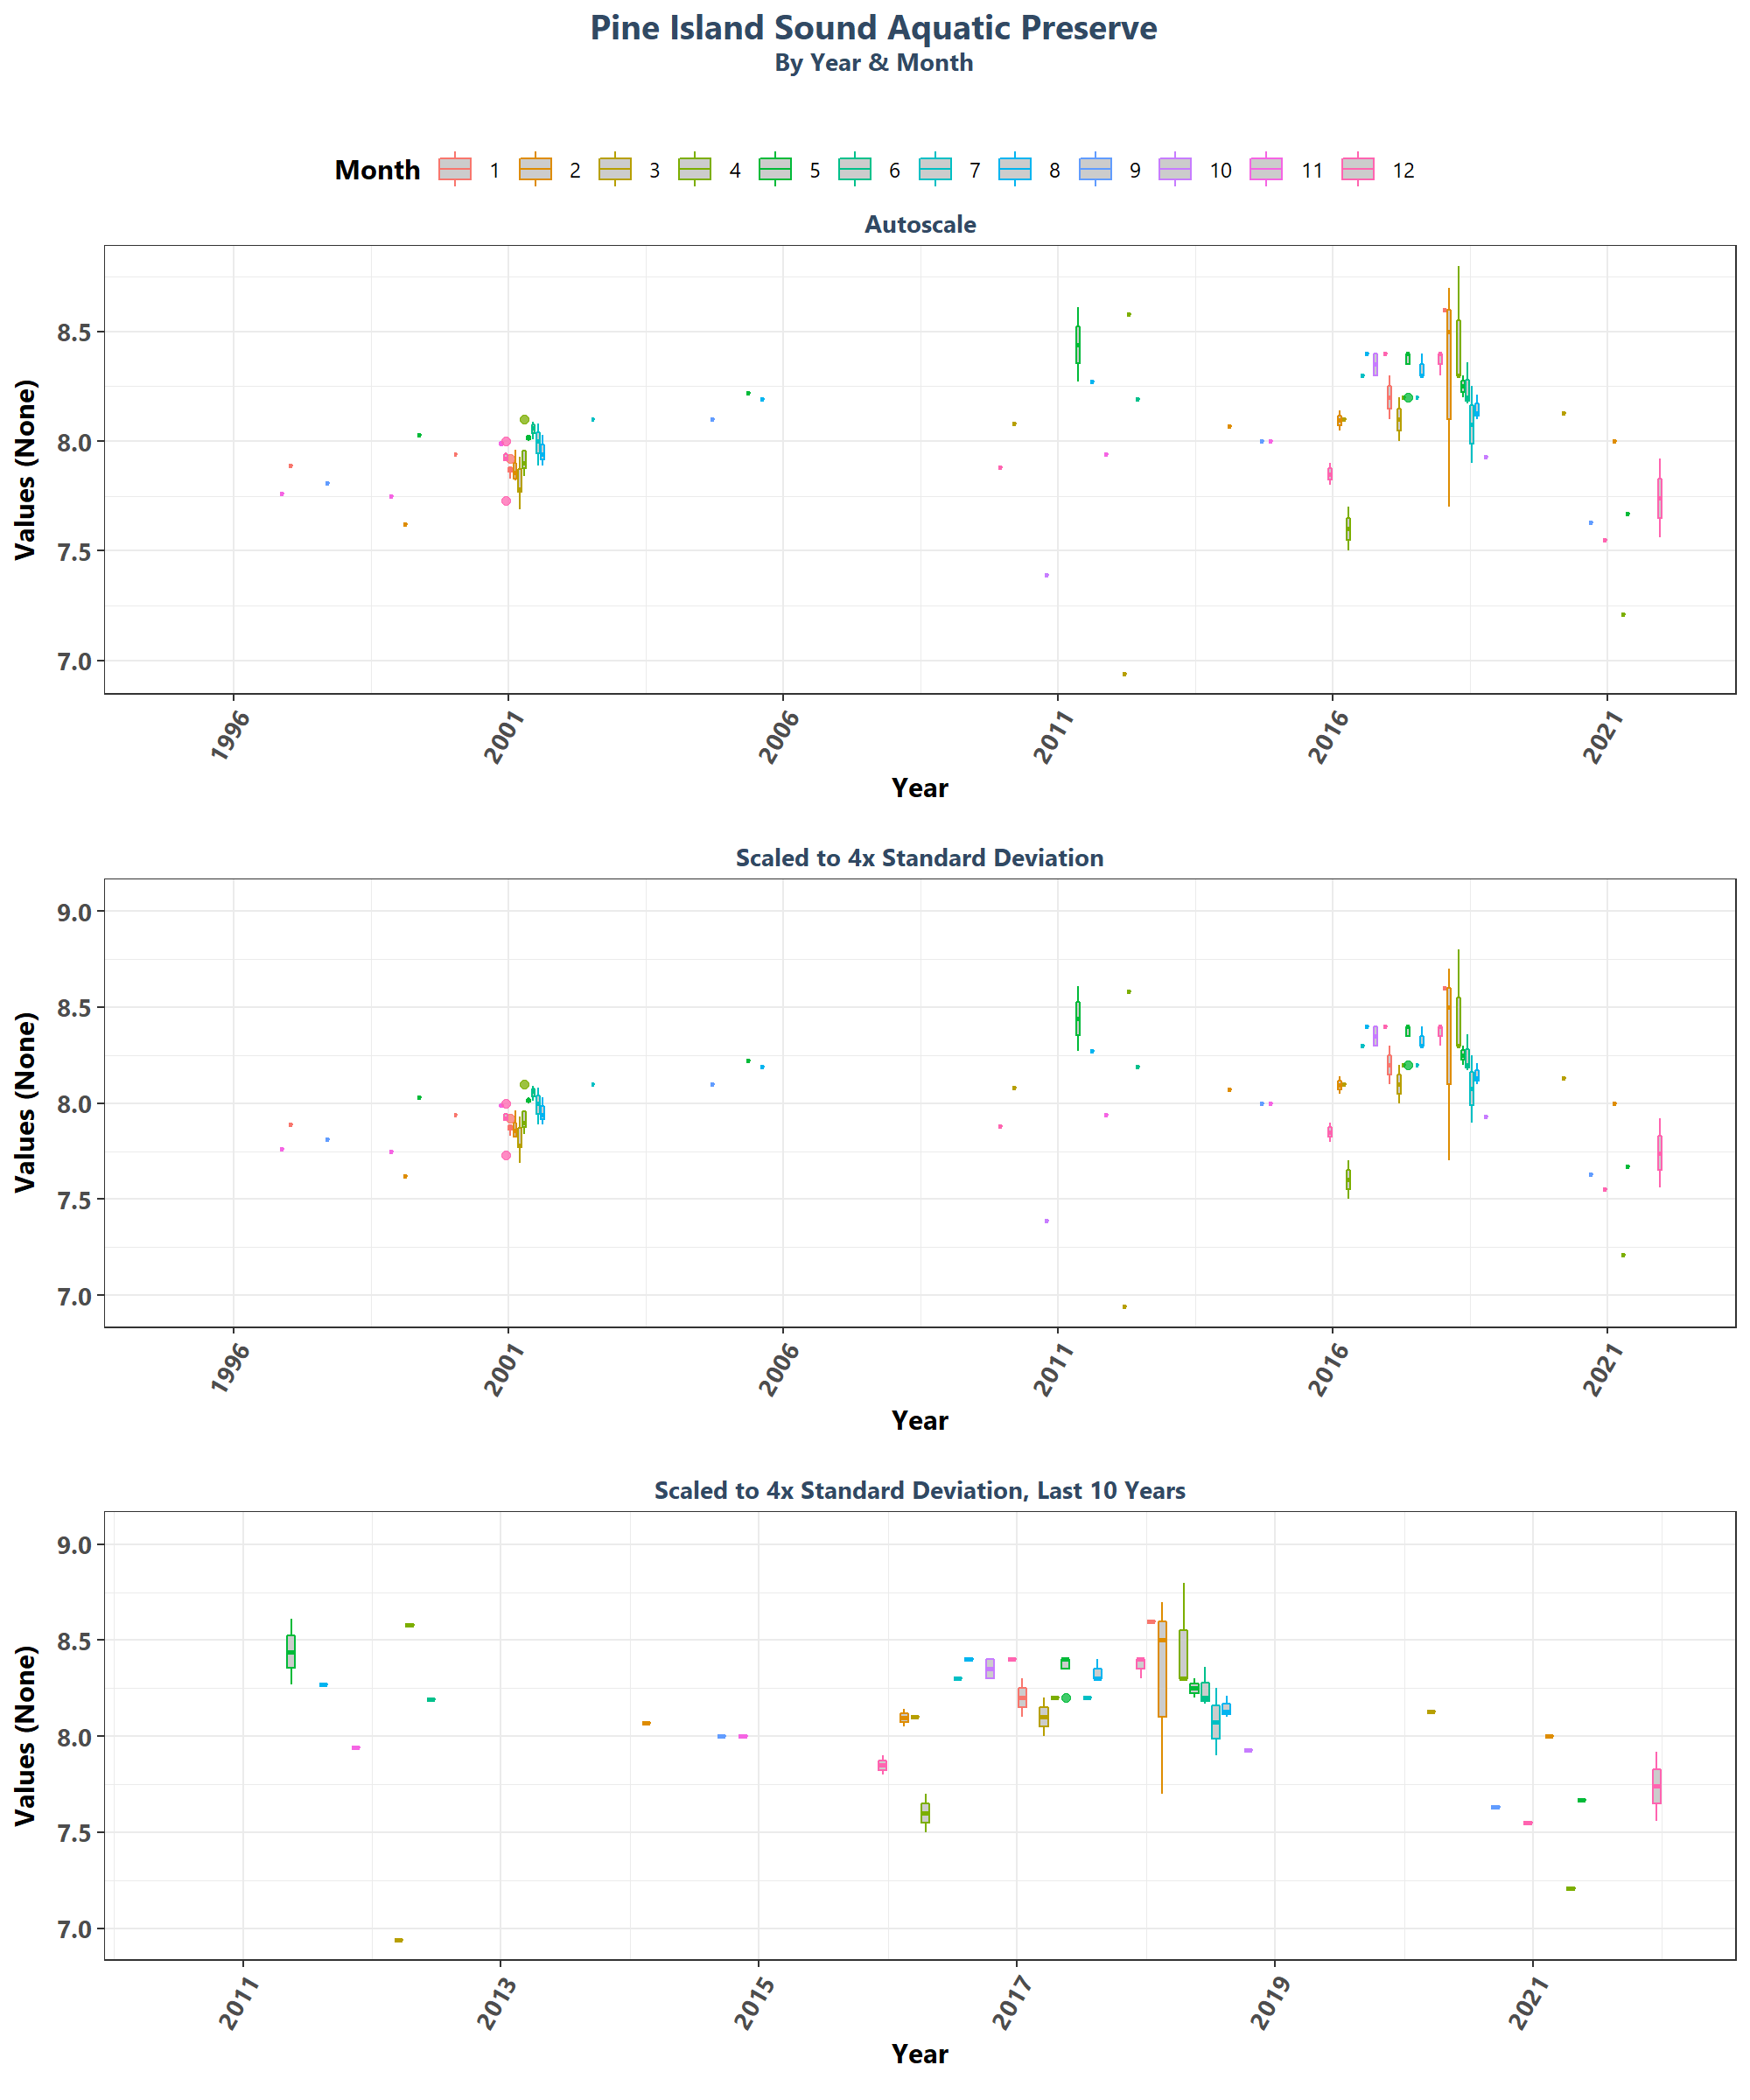 Pine Island Sound Aquatic Preserve
By Year & Month
Month 1 2 3 4 5 6 7 8 9 10 11 12
Autoscale
Values (None)
8.5
8.0
7.5
7.0
1996 2001 2006 2011 2016 2021
Year
Scaled to 4x Standard Deviation
Values (None)
9.0
8.5
8.0
7.5
7.0
1996 2001 2006 2011 2016 2021
Year
Scaled to 4x Standard Deviation, Last 10 Years
Values (None)
9.0
8.5
8.0
7.5
7.0
2011 2013 2015 2017 2019 2021
Year